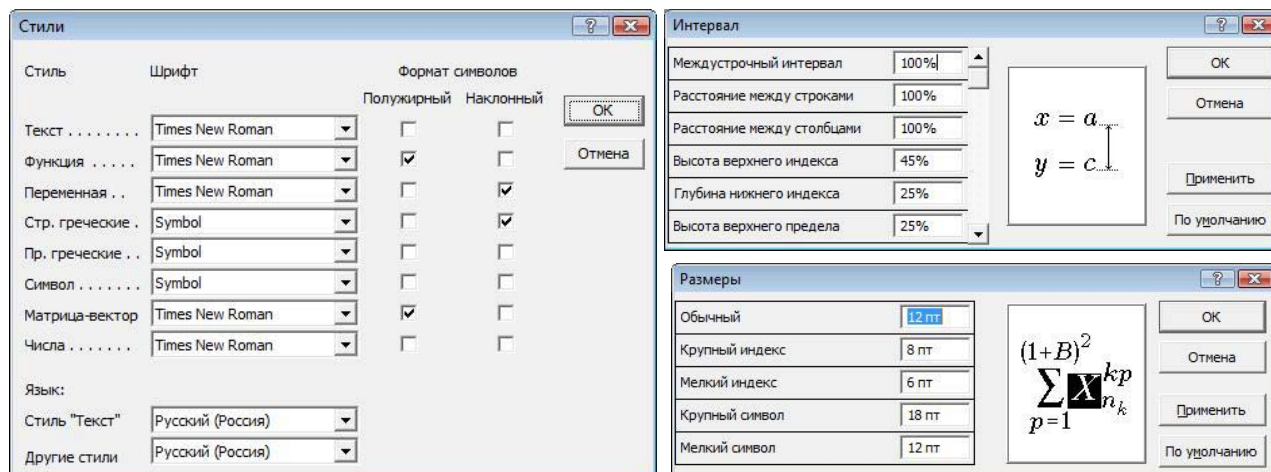 Стили
Стиль Шрифт Формат символов
Полужирный Наклонный
Текст . . . . . . . . Times New Roman
Функция . . . . . Times New Roman
Переменная . . Times New Roman
Стр. греческие . Symbol
Пр. греческие . . Symbol
Символ . . . . . . . Symbol
Матрица-вектор Times New Roman
Числа . . . . . . . Times New Roman
Язык:
Стиль "Текст" Русский (Россия)
Другие стили Русский (Россия)
OK
Отмена
Интервал
Междустрочный интервал 100%
Расстояние между строками 100%
Расстояние между столбцами 100%
Высота верхнего индекса 45%
Глубина нижнего индекса 25%
Высота верхнего предела 25%
x = a
y = c
OK
Отмена
Применить
По умолчанию
Размеры
Обычный 12 пт
Крупный индекс 8 пт
Мелкий индекс 6 пт
Крупный символ 18 пт
Мелкий символ 12 пт
(1+B)²
∑ X kp n k
p=1
OK
Отмена
Применить
По умолчанию